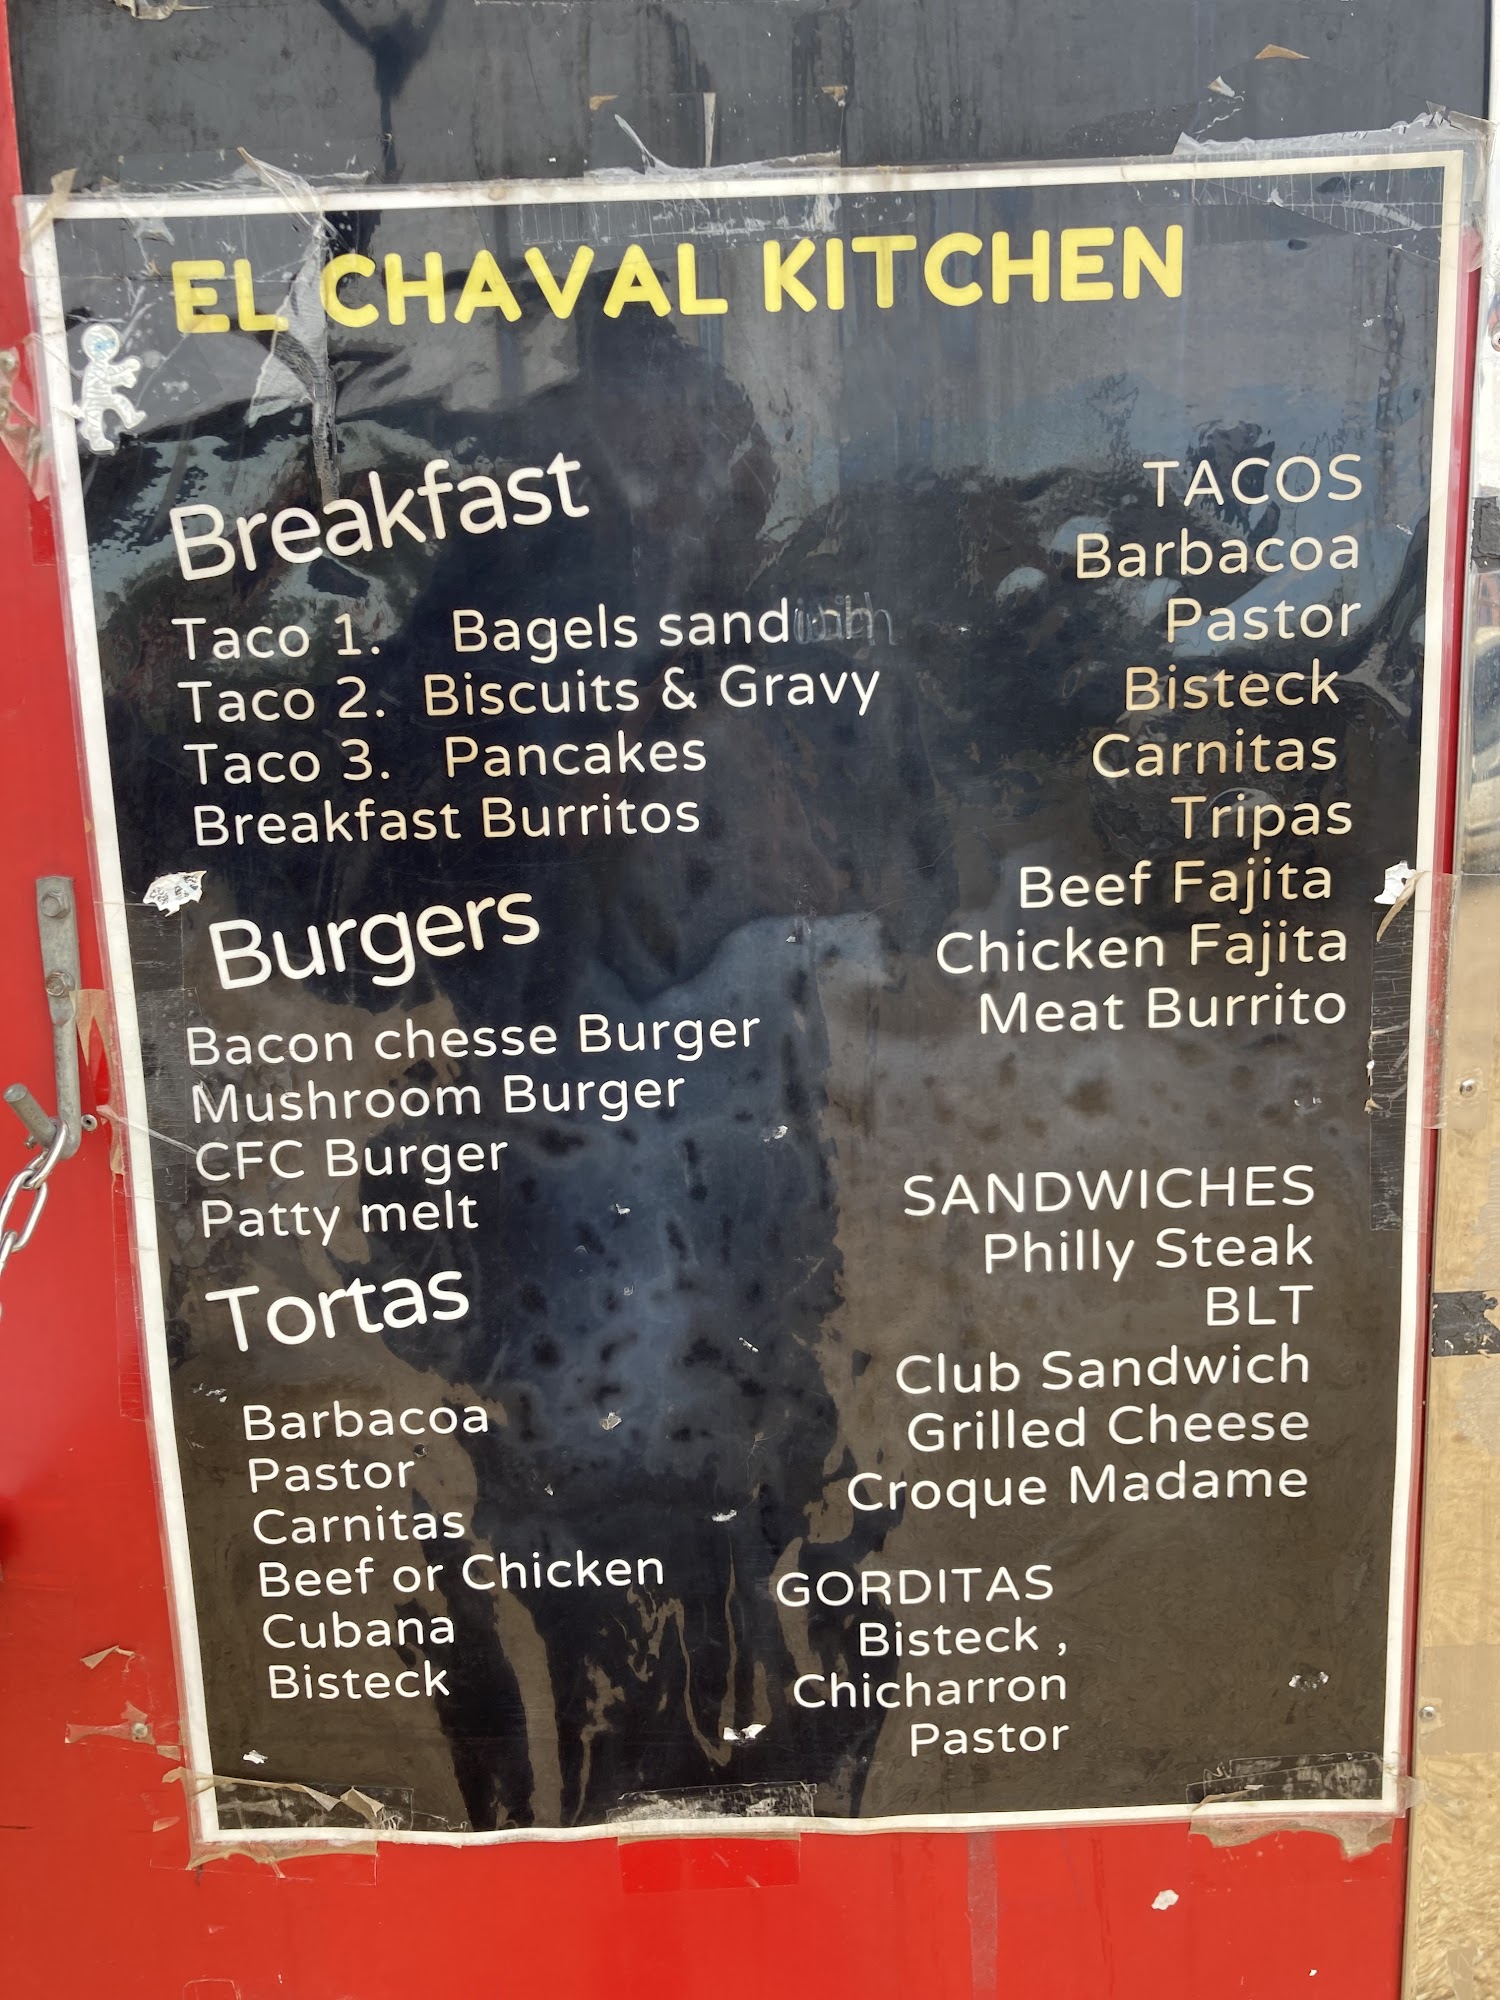 EL CHAVAL KITCHEN
Breakfast
Taco 1. Bagels sand
Taco 2. Biscuits & Gravy
Taco 3. Pancakes
Breakfast Burritos
Burgers
Bacon chesse Burger
Mushroom Burger
CFC Burger
Patty melt
Tortas
Barbacoa
Pastor
Carnitas
Beef or Chicken
Cubana
Bisteck
TACOS
Barbacoa
Pastor
Bisteck
Carnitas
Tripas
Beef Fajita
Chicken Fajita
Meat Burrito
SANDWICHES
Philly Steak
BLT
Club Sandwich
Grilled Cheese
Croque Madame
GORDITAS
Bisteck ,
Chicharron
Pastor